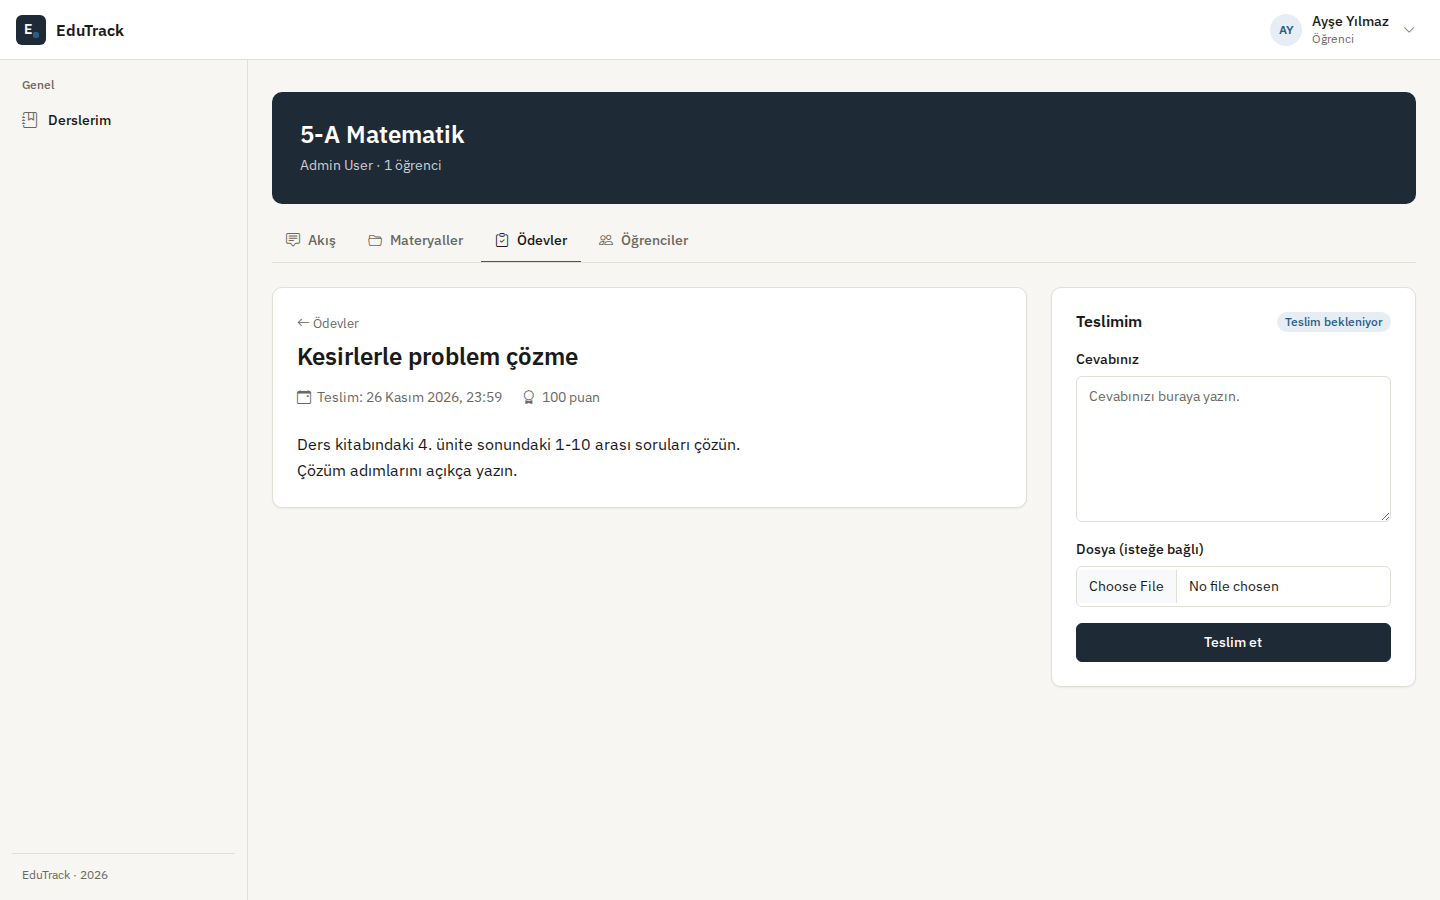 E.
EduTrack
AY
Ayşe Yılmaz
Öğrenci
Genel
Derslerim
5-A Matematik
Admin User · 1 öğrenci
Akış
Materyaller
Ödevler
Öğrenciler
← Ödevler
Kesirlerle problem çözme
Teslim: 26 Kasım 2026, 23:59
100 puan
Ders kitabındaki 4. ünite sonundaki 1-10 arası soruları çözün.
Çözüm adımlarını açıkça yazın.
Teslimim
Teslim bekleniyor
Cevabınız
Cevabınızı buraya yazın.
Dosya (isteğe bağlı)
Choose File
No file chosen
Teslim et
EduTrack · 2026